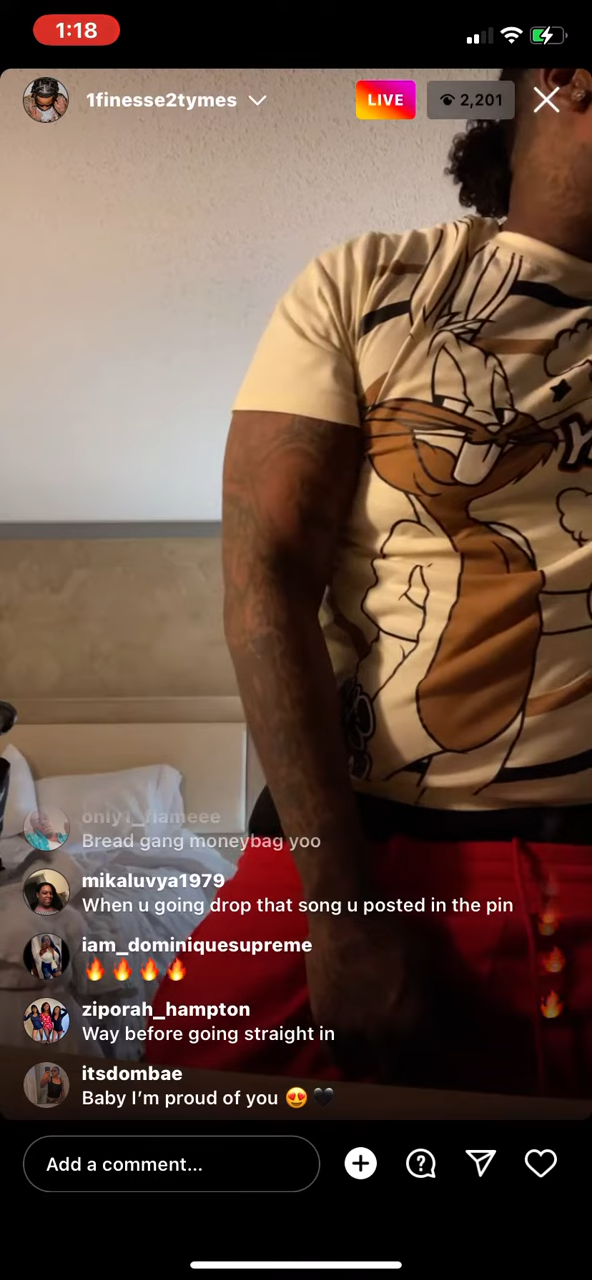 1:18
1finesse2tymes
LIVE
2,201
only1_flameee
Bread gang moneybag yoo
mikaluvya1979
When u going drop that song u posted in the pin
iam_dominiquesupreme
🔥🔥🔥🔥
ziporah_hampton
Way before going straight in
itsdombae
Baby I’m proud of you 😍🖤
Add a comment...